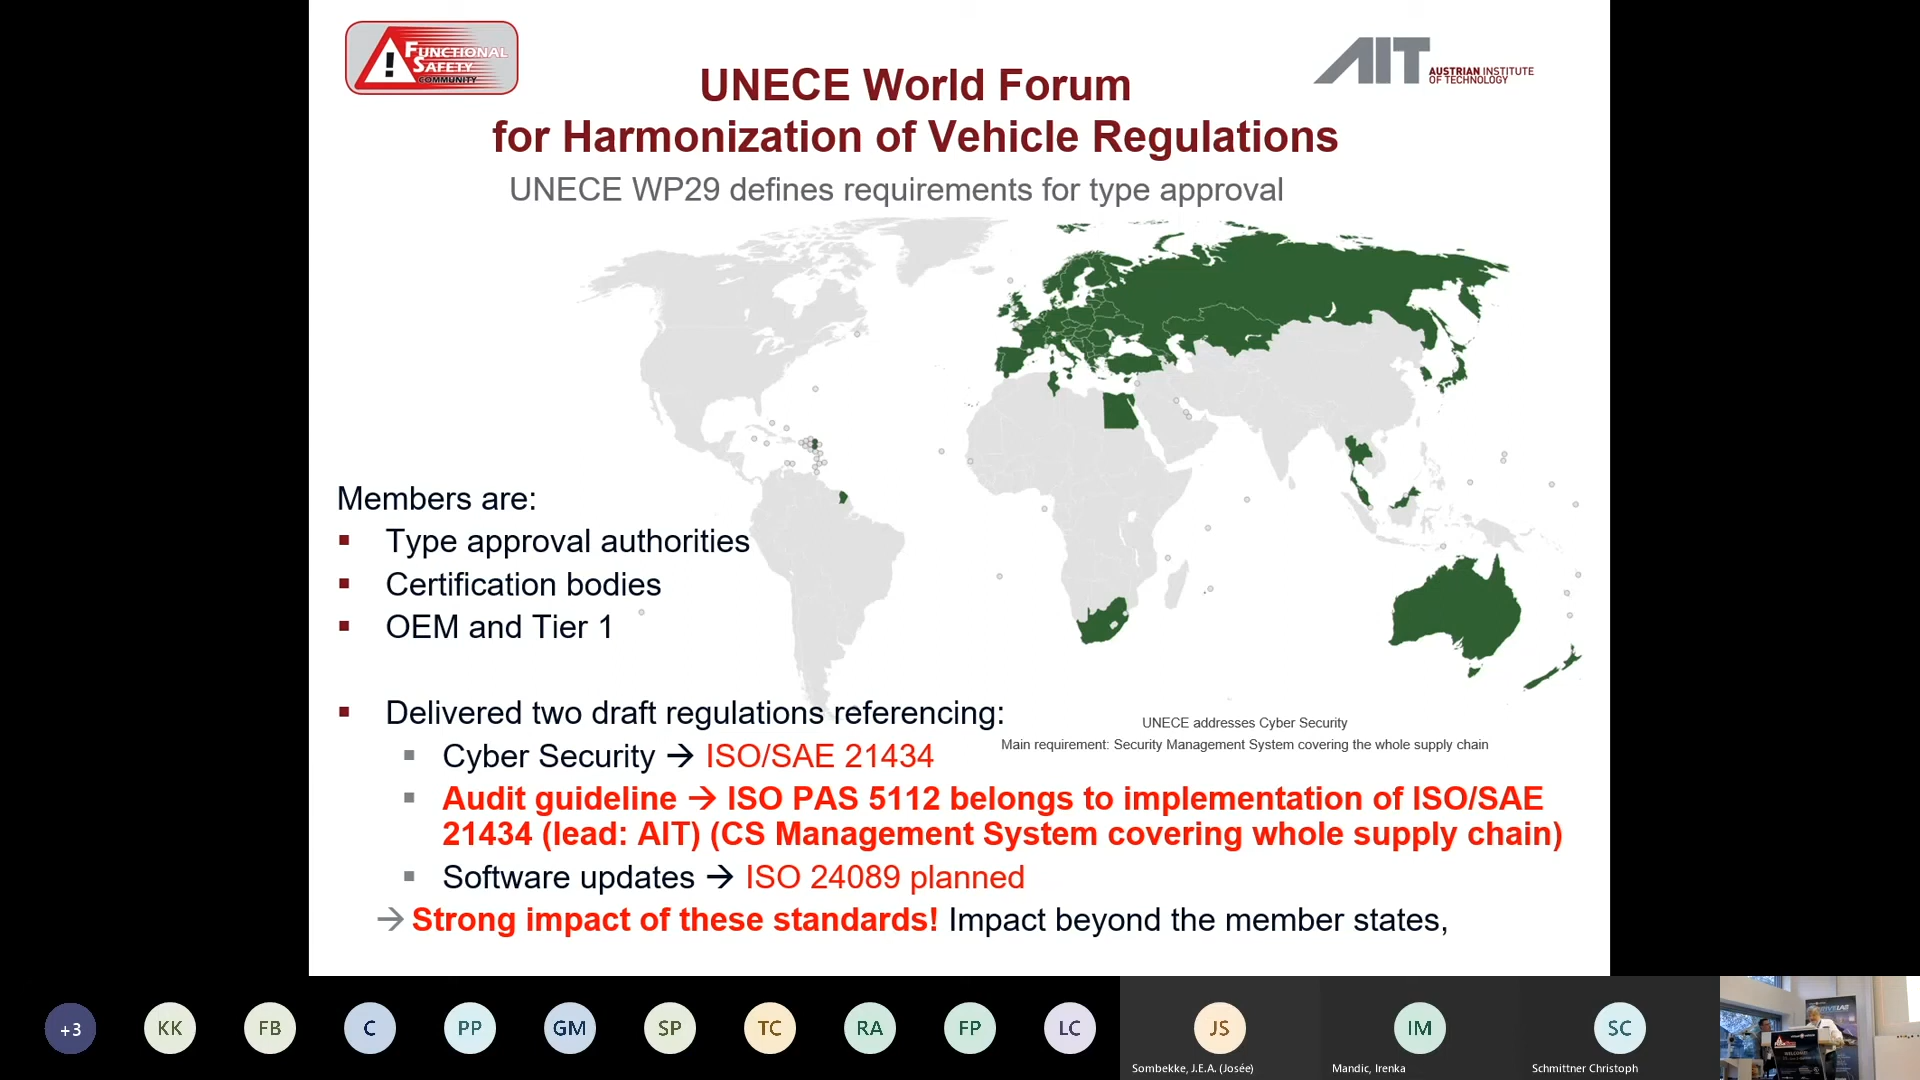 FUNCTIONAL
SAFETY
COMMUNITY
AIT AUSTRIAN INSTITUTE
OF TECHNOLOGY
UNECE World Forum
for Harmonization of Vehicle Regulations
UNECE WP29 defines requirements for type approval
Members are:
▪ Type approval authorities
▪ Certification bodies
▪ OEM and Tier 1
▪ Delivered two draft regulations referencing:
▪ Cyber Security → ISO/SAE 21434
▪ Audit guideline → ISO PAS 5112 belongs to implementation of ISO/SAE
21434 (lead: AIT) (CS Management System covering whole supply chain)
▪ Software updates → ISO 24089 planned
→ Strong impact of these standards! Impact beyond the member states,
UNECE addresses Cyber Security
Main requirement: Security Management System covering the whole supply chain
+3
KK
FB
C
PP
GM
SP
TC
RA
FP
LC
JS
Sombekke, J.E.A. (Josée)
IM
Mandic, Irenka
SC
Schmittner Christoph